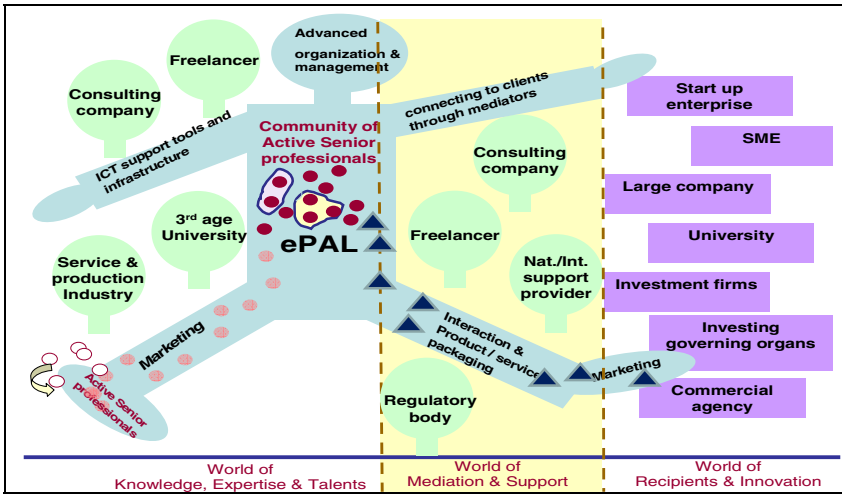 Advanced
organization &
management
Freelancer
Consulting
company
ICT support tools and
infrastructure
connecting to clients
through mediators
Community of
Active Senior
professionals
ePAL
3rd age
University
Service &
production
Industry
Marketing
Active Senior
professionals
Consulting
company
Freelancer
Nat./Int.
support
provider
Interaction &
Product / service
packaging
Marketing
Regulatory
body
Start up
enterprise
SME
Large company
University
Investment firms
Investing
governing organs
Commercial
agency
World of
Knowledge, Expertise & Talents
World of
Mediation & Support
World of
Recipients & Innovation